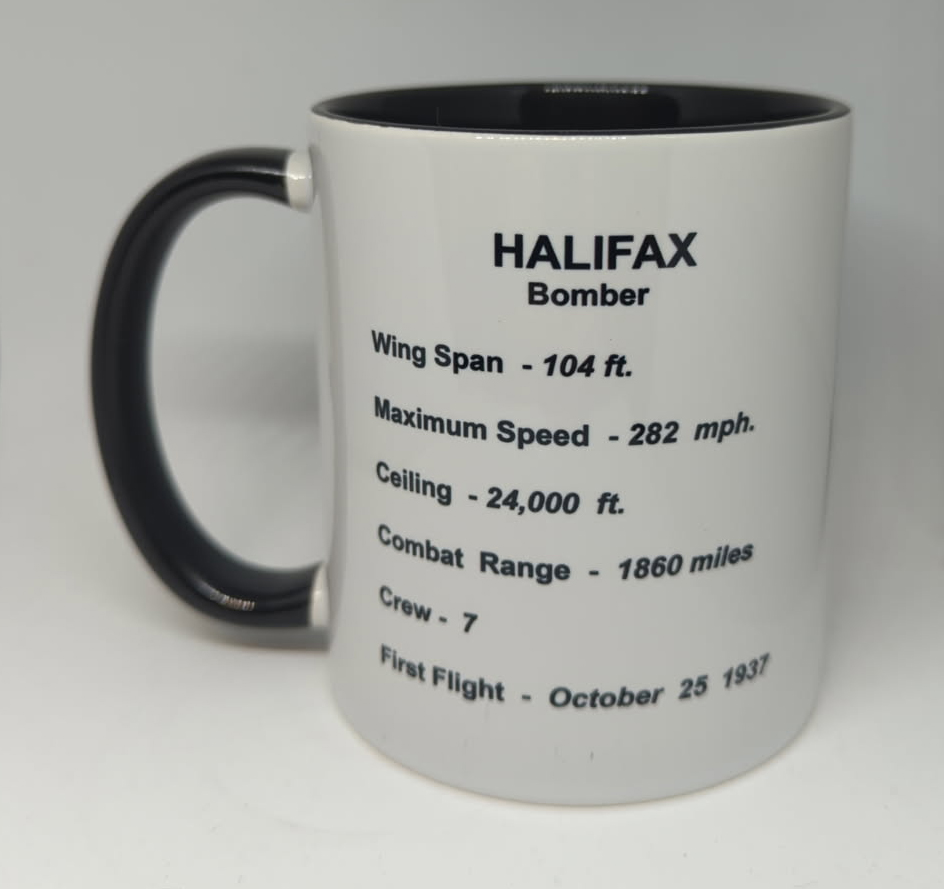 HALIFAX
Bomber
Wing Span - 104 ft.
Maximum Speed - 282 mph.
Ceiling - 24,000 ft.
Combat Range - 1860 miles
Crew - 7
First Flight - October 25 1937